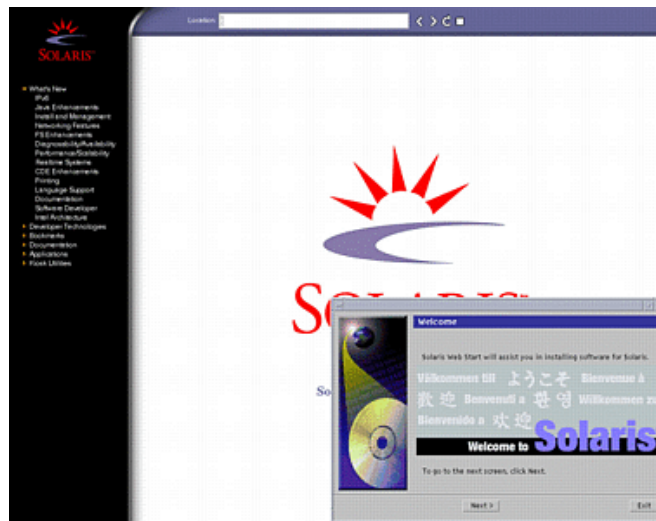 Location:
SOLARIS™
What's New
IPv6
Java Enhancements
Install and Management
Networking Features
FS Enhancements
Diagnosability/Availability
Performance/Scalability
Realtime Systems
CDE Enhancements
Printing
Language Support
Documentation
Software Developer
Intel Architecture
Developer Technologies
Bookmarks
Documentation
Applications
Kiosk Utilities
SOLARIS
So
Welcome
Solaris Web Start will assist you in installing software for Solaris.
Välkommen till ようこそ Bienvenue à
歡迎 Benvenuti a 환영 Willkommen zu
Bienvenido a 欢迎
Welcome to Solaris
To go to the next screen, click Next.
Next >
Exit